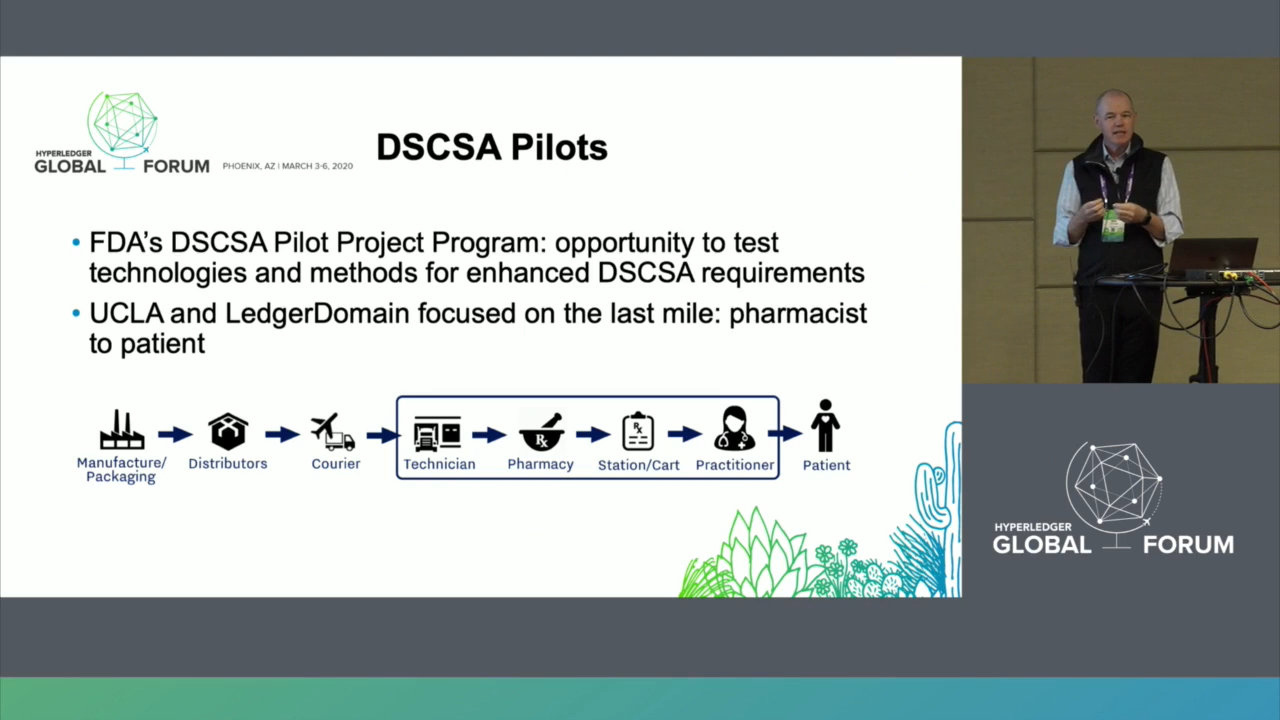 HYPERLEDGER
GLOBAL FORUM
PHOENIX, AZ | MARCH 3-6, 2020
DSCSA Pilots
• FDA’s DSCSA Pilot Project Program: opportunity to test
technologies and methods for enhanced DSCSA requirements
• UCLA and LedgerDomain focused on the last mile: pharmacist
to patient
Manufacture/
Packaging
Distributors
Courier
Technician
Rx
Pharmacy
Rx
Station/Cart
Practitioner
Patient
HYPERLEDGER
GLOBAL FORUM